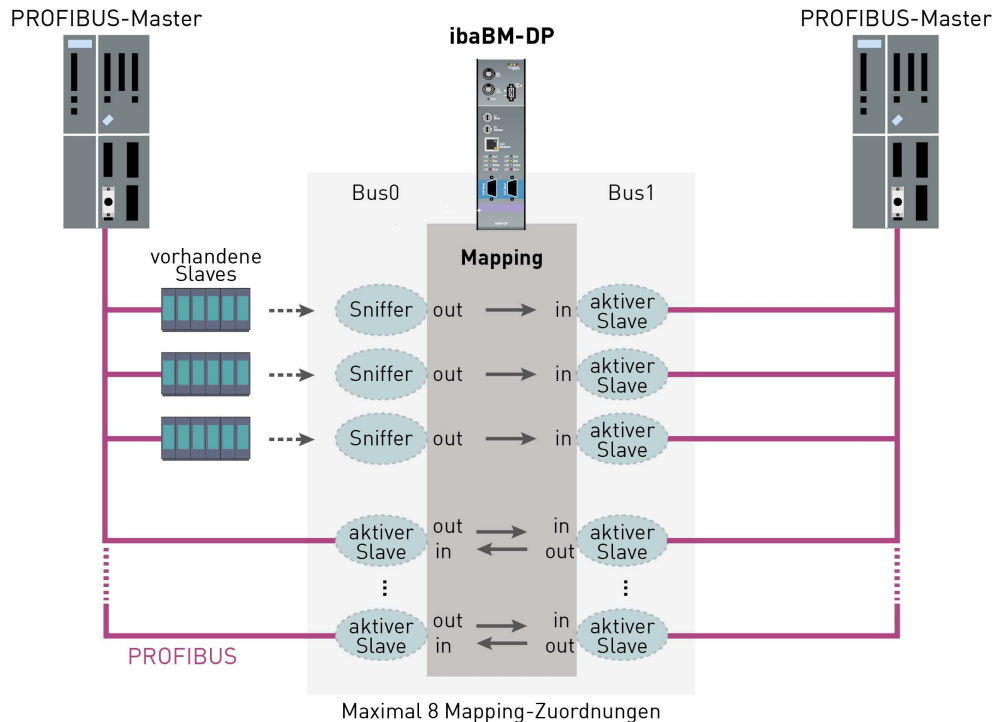 PROFIBUS-Master
PROFIBUS-Master
ibaBM-DP
Bus0
Bus1
vorhandene
Slaves
Mapping
Sniffer
out
in
aktiver
Slave
Sniffer
out
in
aktiver
Slave
Sniffer
out
in
aktiver
Slave
aktiver
Slave
out
in
in
out
aktiver
Slave
...
...
aktiver
Slave
out
in
in
out
aktiver
Slave
PROFIBUS
Maximal 8 Mapping-Zuordnungen